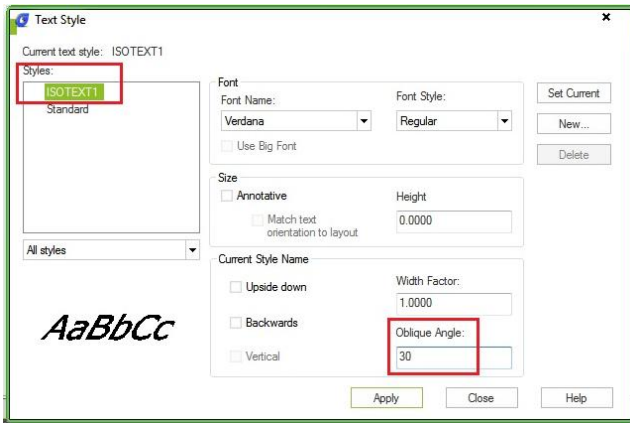 Text Style
Current text style: ISOTEXT1
Styles:
ISOTEXT1
Standard
All styles
AaBbCc
Font
Font Name:
Verdana
Font Style:
Regular
Use Big Font
Size
Annotative
Match text
orientation to layout
Height
0.0000
Current Style Name
Upside down
Backwards
Vertical
Width Factor:
1.0000
Oblique Angle:
30
Set Current
New...
Delete
Apply
Close
Help